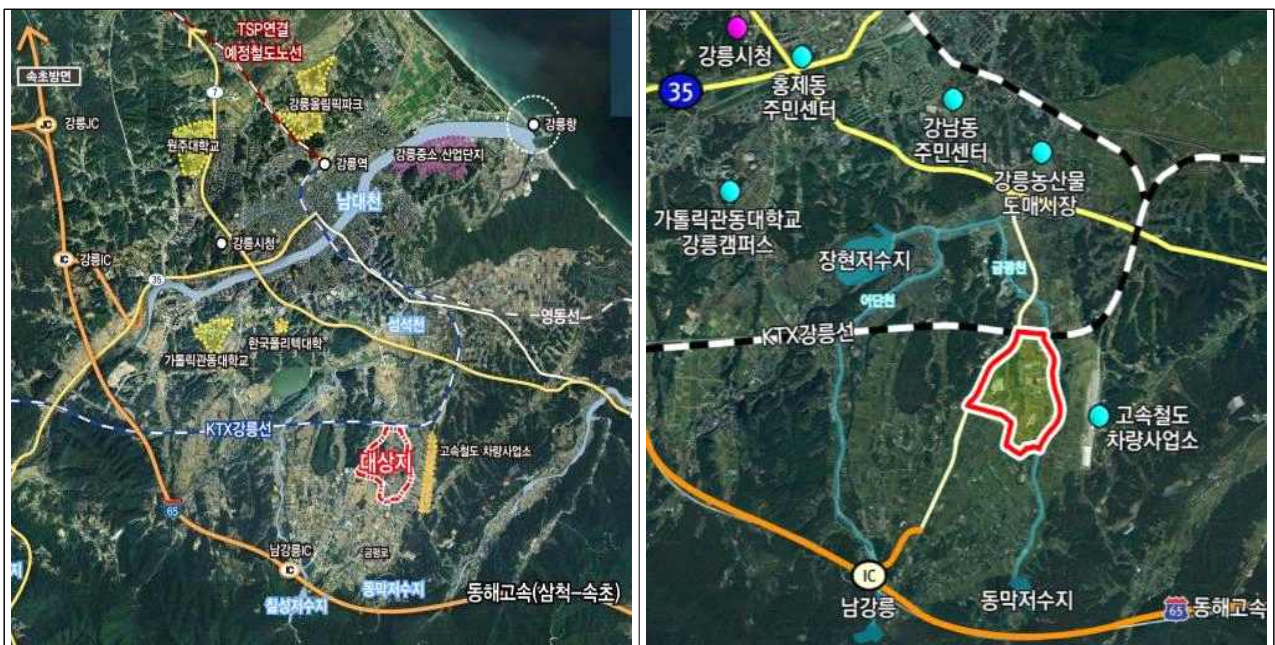 TSP연결
예정철도노선
속초방면
7
강릉올림픽파크
JC
강릉JC
원주대학교
강릉역
강릉중소 산업단지
강릉항
남대천
강릉시청
IC
강릉IC
35
섬석천
영동선
한국폴리텍대학
가톨릭관동대학교
KTX강릉선
대상지
고속철도 차량사업소
65
남강릉IC
IC
금평로
동막저수지
칠성저수지
동해고속(삼척-속초)
지
강릉시청
35
홍제동
주민센터
강남동
주민센터
강릉농산물
도매시장
가톨릭관동대학교
강릉캠퍼스
장현저수지
금광천
어단천
KTX강릉선
고속철도
차량사업소
IC
남강릉
동막저수지
65
동해고속